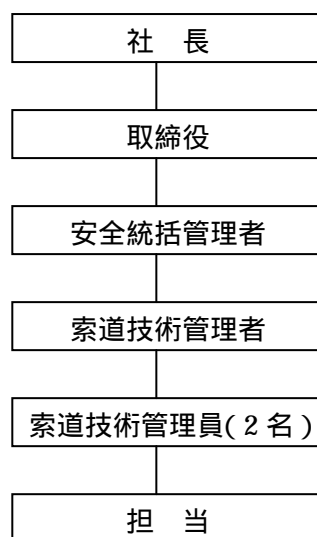 社　長
取締役
安全統括管理者
索道技術管理者
索道技術管理員(２名)
担　当